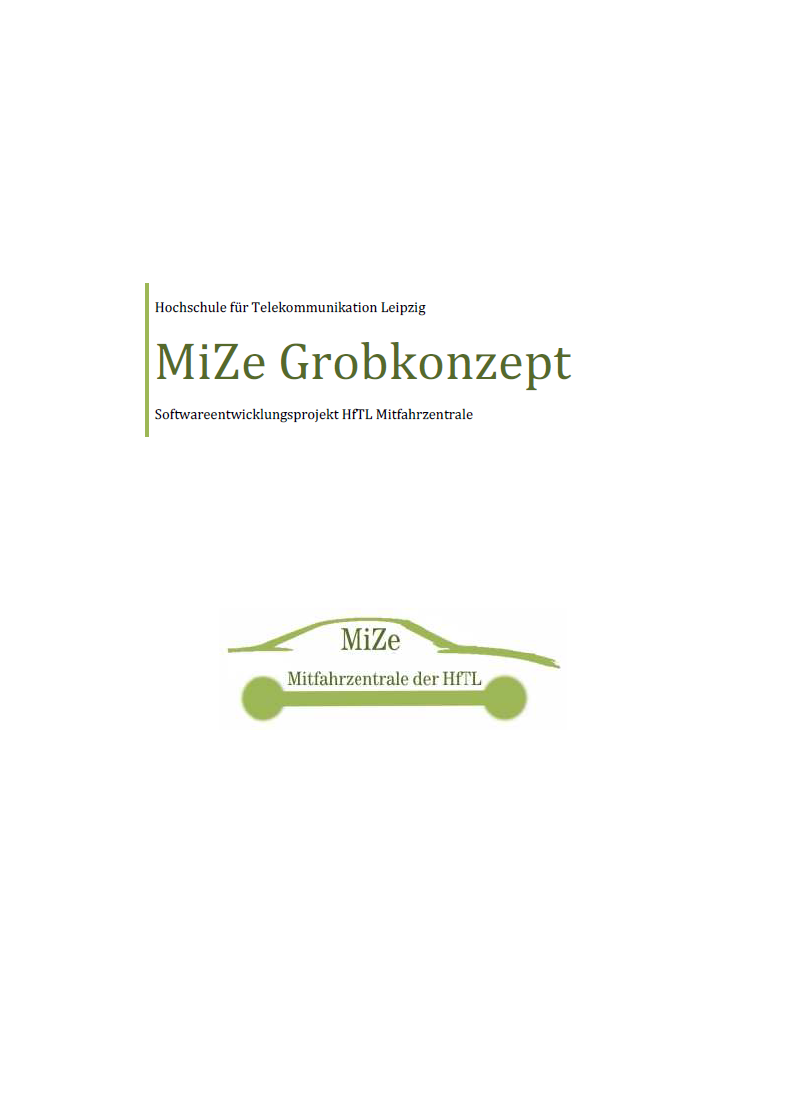 Hochschule für Telekommunikation Leipzig
MiZe Grobkonzept
Softwareentwicklungsprojekt HfTL Mitfahrzentrale
MiZe
Mitfahrzentrale der HfTL